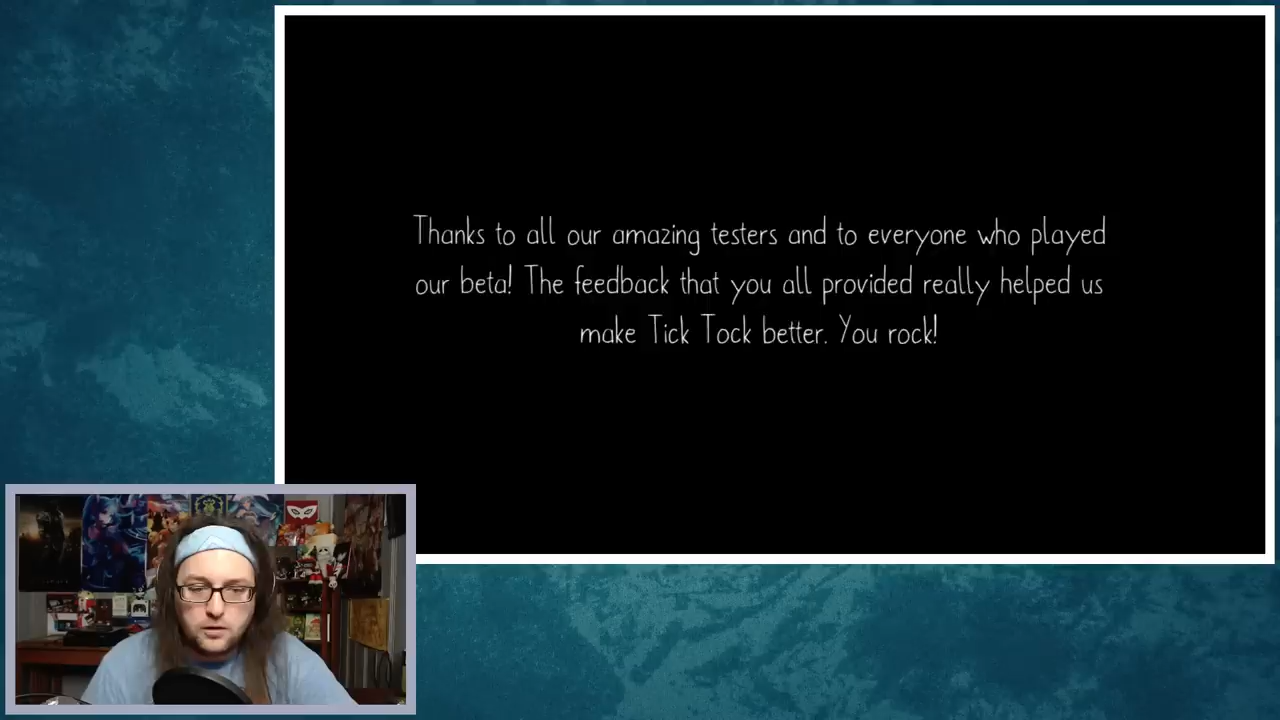 Thanks to all our amazing testers and to everyone who played
our beta! The feedback that you all provided really helped us
make Tick Tock better. You rock!